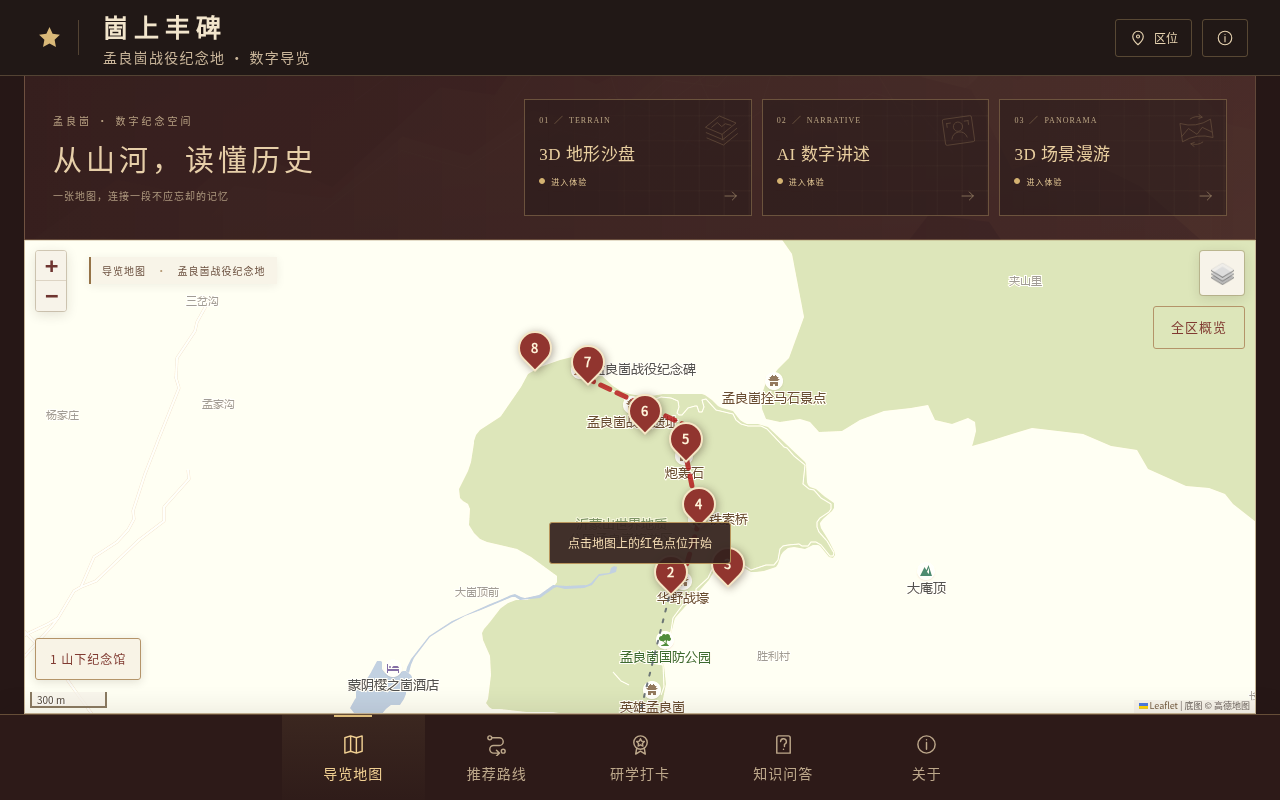 崮上丰碑
孟良崮战役纪念地 · 数字导览
区位
孟良崮 · 数字纪念空间
从山河，读懂历史
一张地图，连接一段不应忘却的记忆
01 ／ TERRAIN
3D 地形沙盘
进入体验
02 ／ NARRATIVE
AI 数字讲述
进入体验
03 ／ PANORAMA
3D 场景漫游
进入体验
+
−
导览地图 · 孟良崮战役纪念地
全区概览
三岔沟
夹山里
杨家庄
孟家沟
8
7
良崮战役纪念碑
孟良崮拴马石景点
6
孟良崮战
5
炮轰石
4
铁索桥
点击地图上的红色点位开始
2
3
华野战壕
大崮顶前
大庵顶
孟良崮国防公园
胜利村
蒙阴樱之崮酒店
英雄孟良崮
1 山下纪念馆
300 m
Leaflet | 底图 © 高德地图
导览地图
推荐路线
研学打卡
知识问答
关于